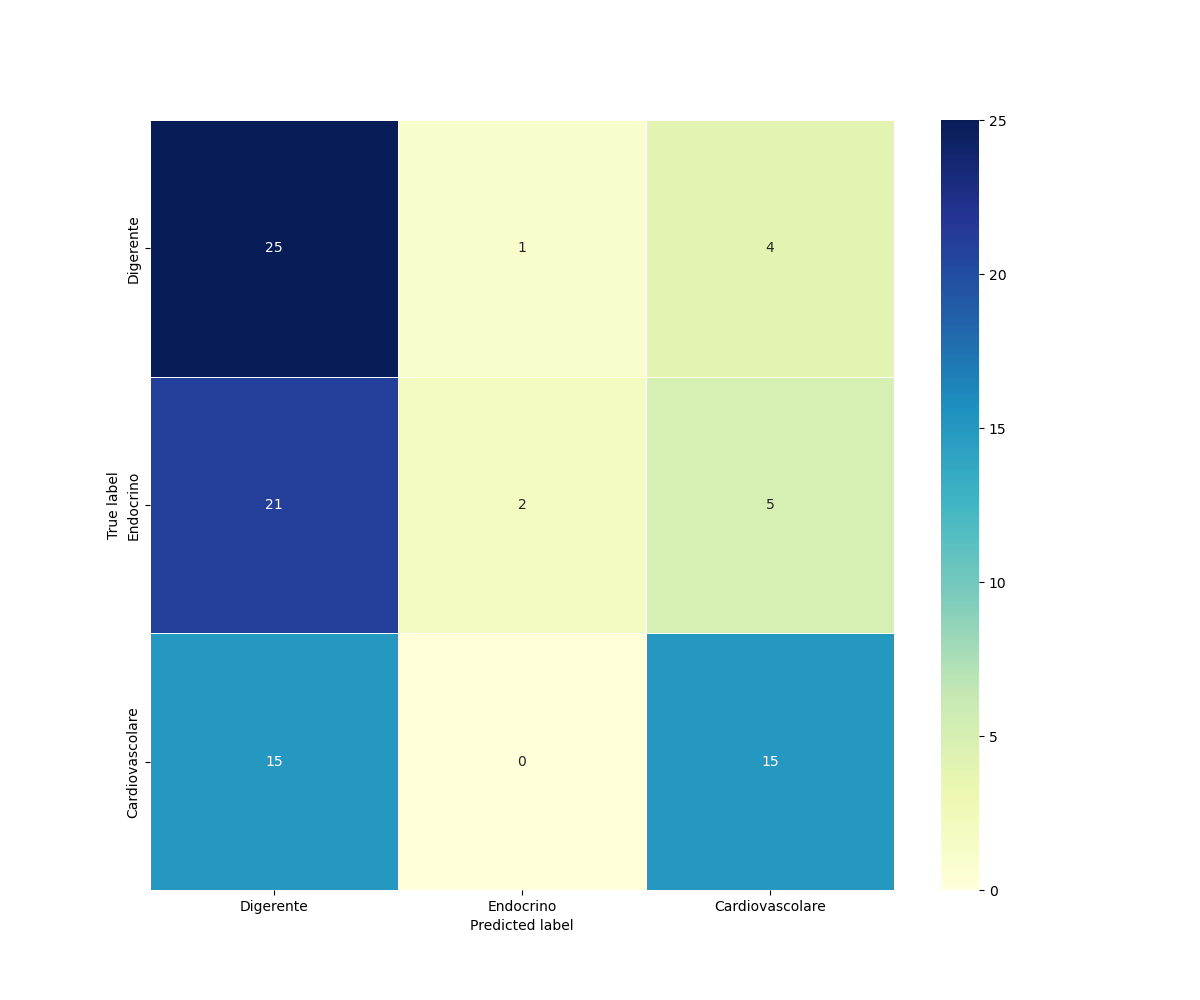 25
1
4
21
2
5
15
0
15
Digerente
Endocrino
Cardiovascolare
True label
Digerente
Endocrino
Cardiovascolare
Predicted label
25
20
15
10
5
0